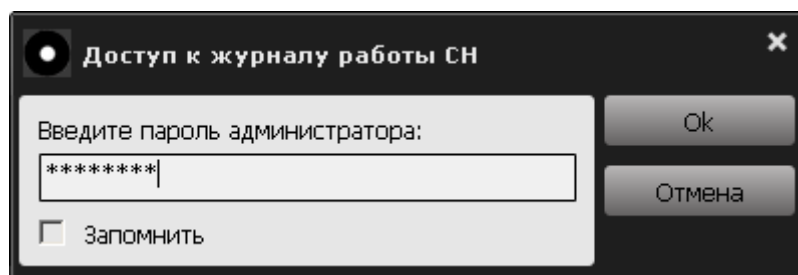 Доступ к журналу работы СН
Введите пароль администратора:
********
Запомнить
Ok
Отмена